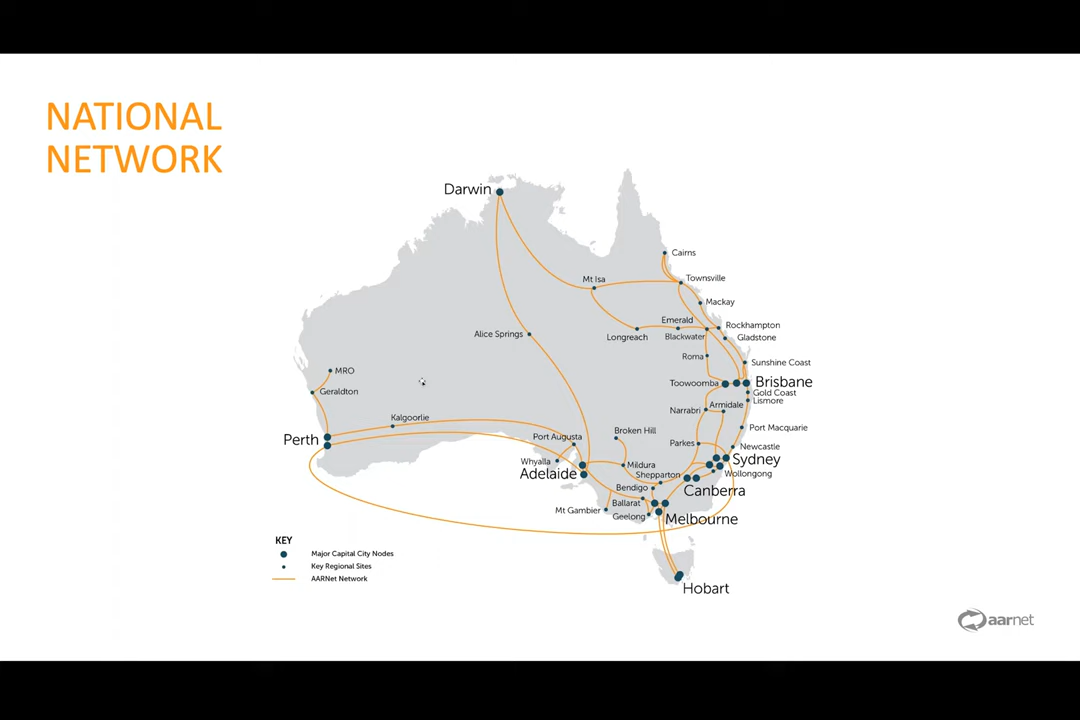 NATIONAL
NETWORK
Darwin
Cairns
Mt Isa
Townsville
Mackay
Emerald
Rockhampton
Alice Springs
Longreach
Blackwater
Gladstone
Roma
Sunshine Coast
MRO
Toowoomba
Brisbane
Geraldton
Gold Coast
Lismore
Narrabri
Armidale
Kalgoorlie
Port Macquarie
Perth
Port Augusta
Broken Hill
Parkes
Newcastle
Whyalla
Mildura
Sydney
Adelaide
Shepparton
Wollongong
Bendigo
Canberra
Ballarat
Mt Gambier
Geelong
Melbourne
KEY
Major Capital City Nodes
Key Regional Sites
AARNet Network
Hobart
aarnet